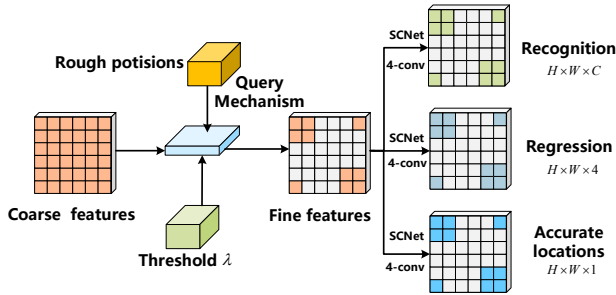 Rough potisions
Query
Mechanism
Coarse features
Threshold λ
Fine features
SCNet
4-conv
Recognition
H×W×C
SCNet
4-conv
Regression
H×W×4
SCNet
4-conv
Accurate
locations
H×W×1